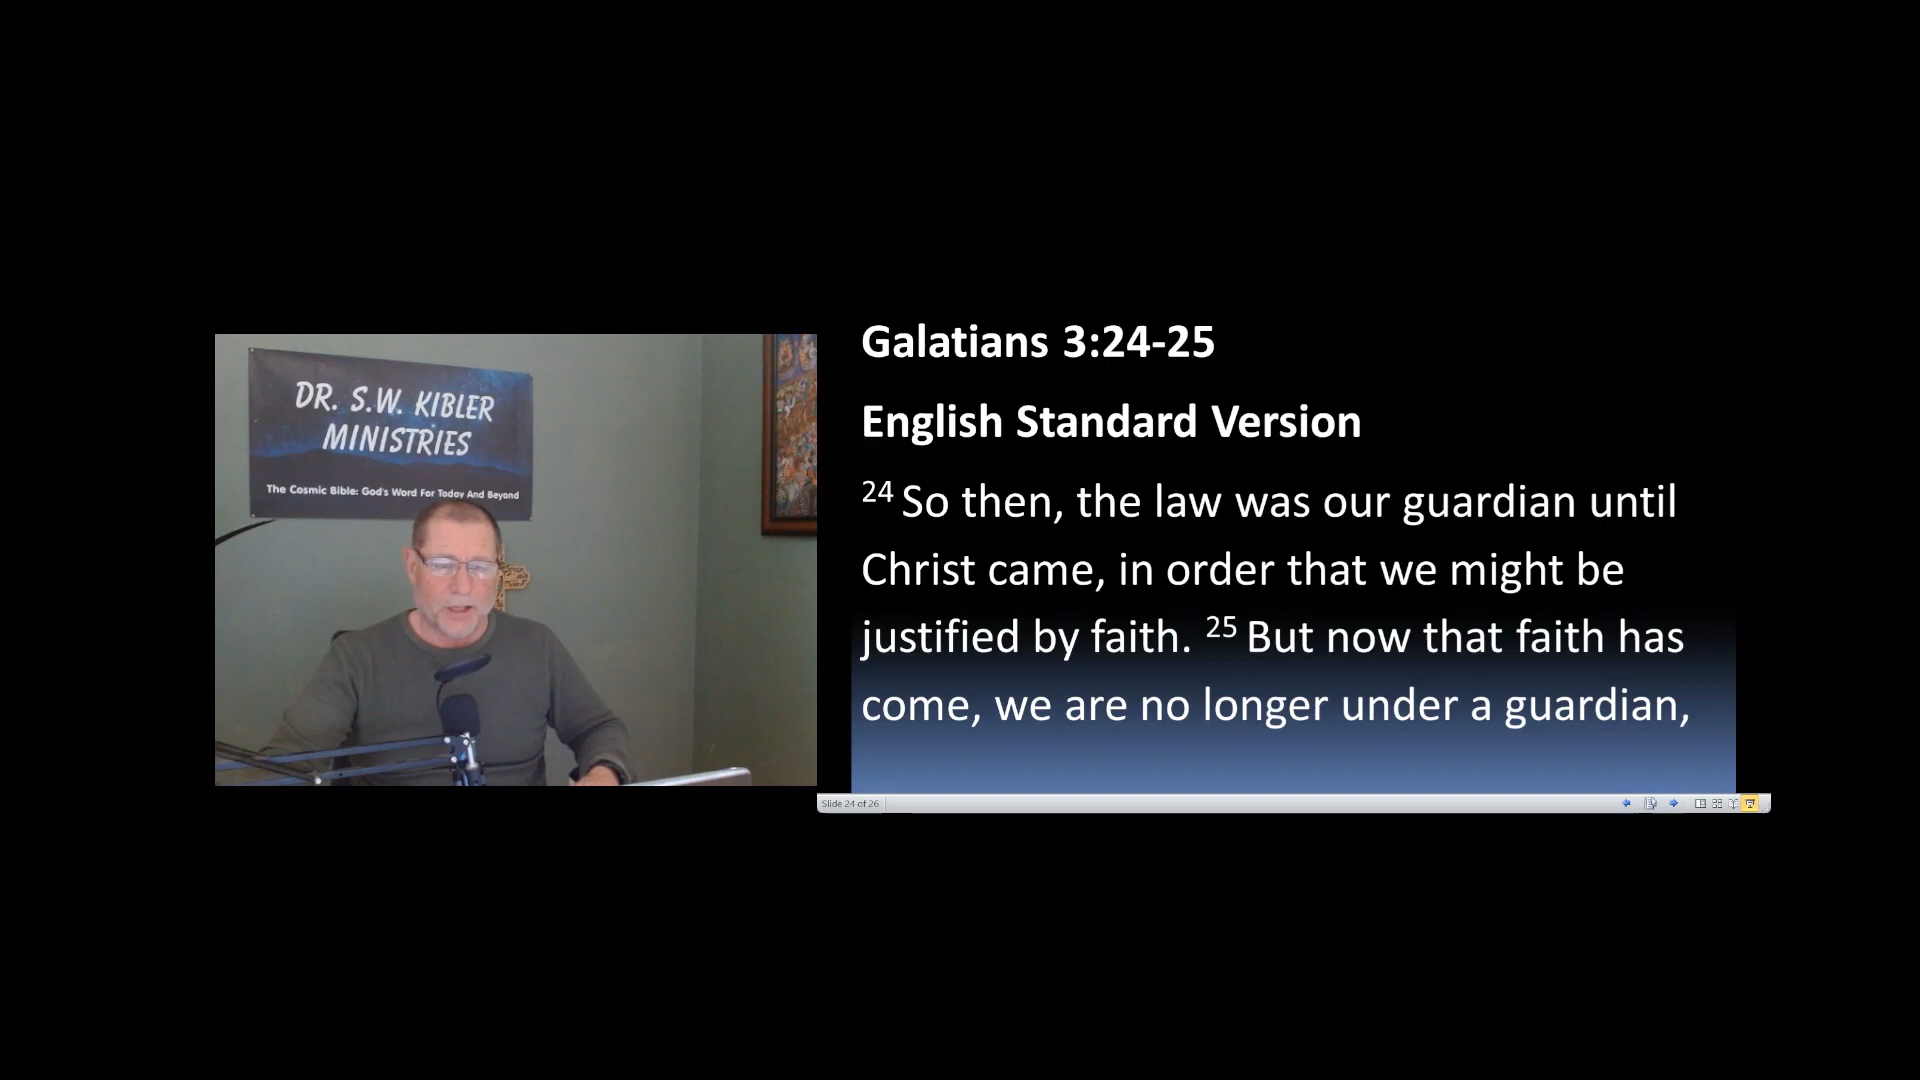 DR. S.W. KIBLER
MINISTRIES
The Cosmic Bible: God's Word For Today And Beyond
Galatians 3:24-25
English Standard Version
24 So then, the law was our guardian until
Christ came, in order that we might be
justified by faith. 25 But now that faith has
come, we are no longer under a guardian,
Slide 24 of 26